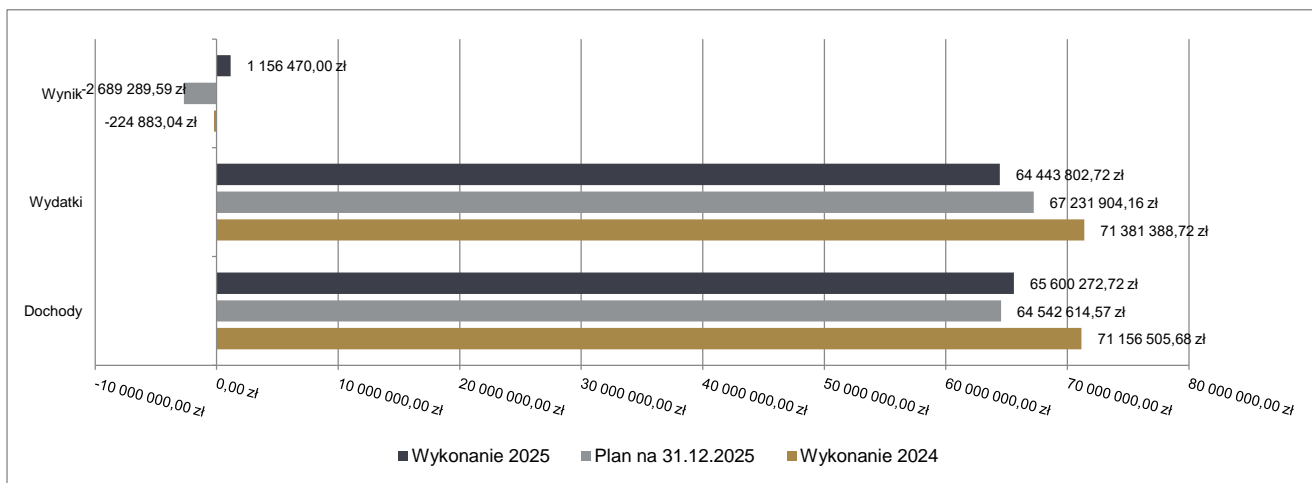 1 156 470,00 zł
Wynik
-2 689 289,59 zł
-224 883,04 zł
64 443 802,72 zł
Wydatki
67 231 904,16 zł
71 381 388,72 zł
65 600 272,72 zł
Dochody
64 542 614,57 zł
71 156 505,68 zł
-10 000 000,00 zł
0,00 zł
10 000 000,00 zł
20 000 000,00 zł
30 000 000,00 zł
40 000 000,00 zł
50 000 000,00 zł
60 000 000,00 zł
70 000 000,00 zł
80 000 000,00 zł
Wykonanie 2025
Plan na 31.12.2025
Wykonanie 2024